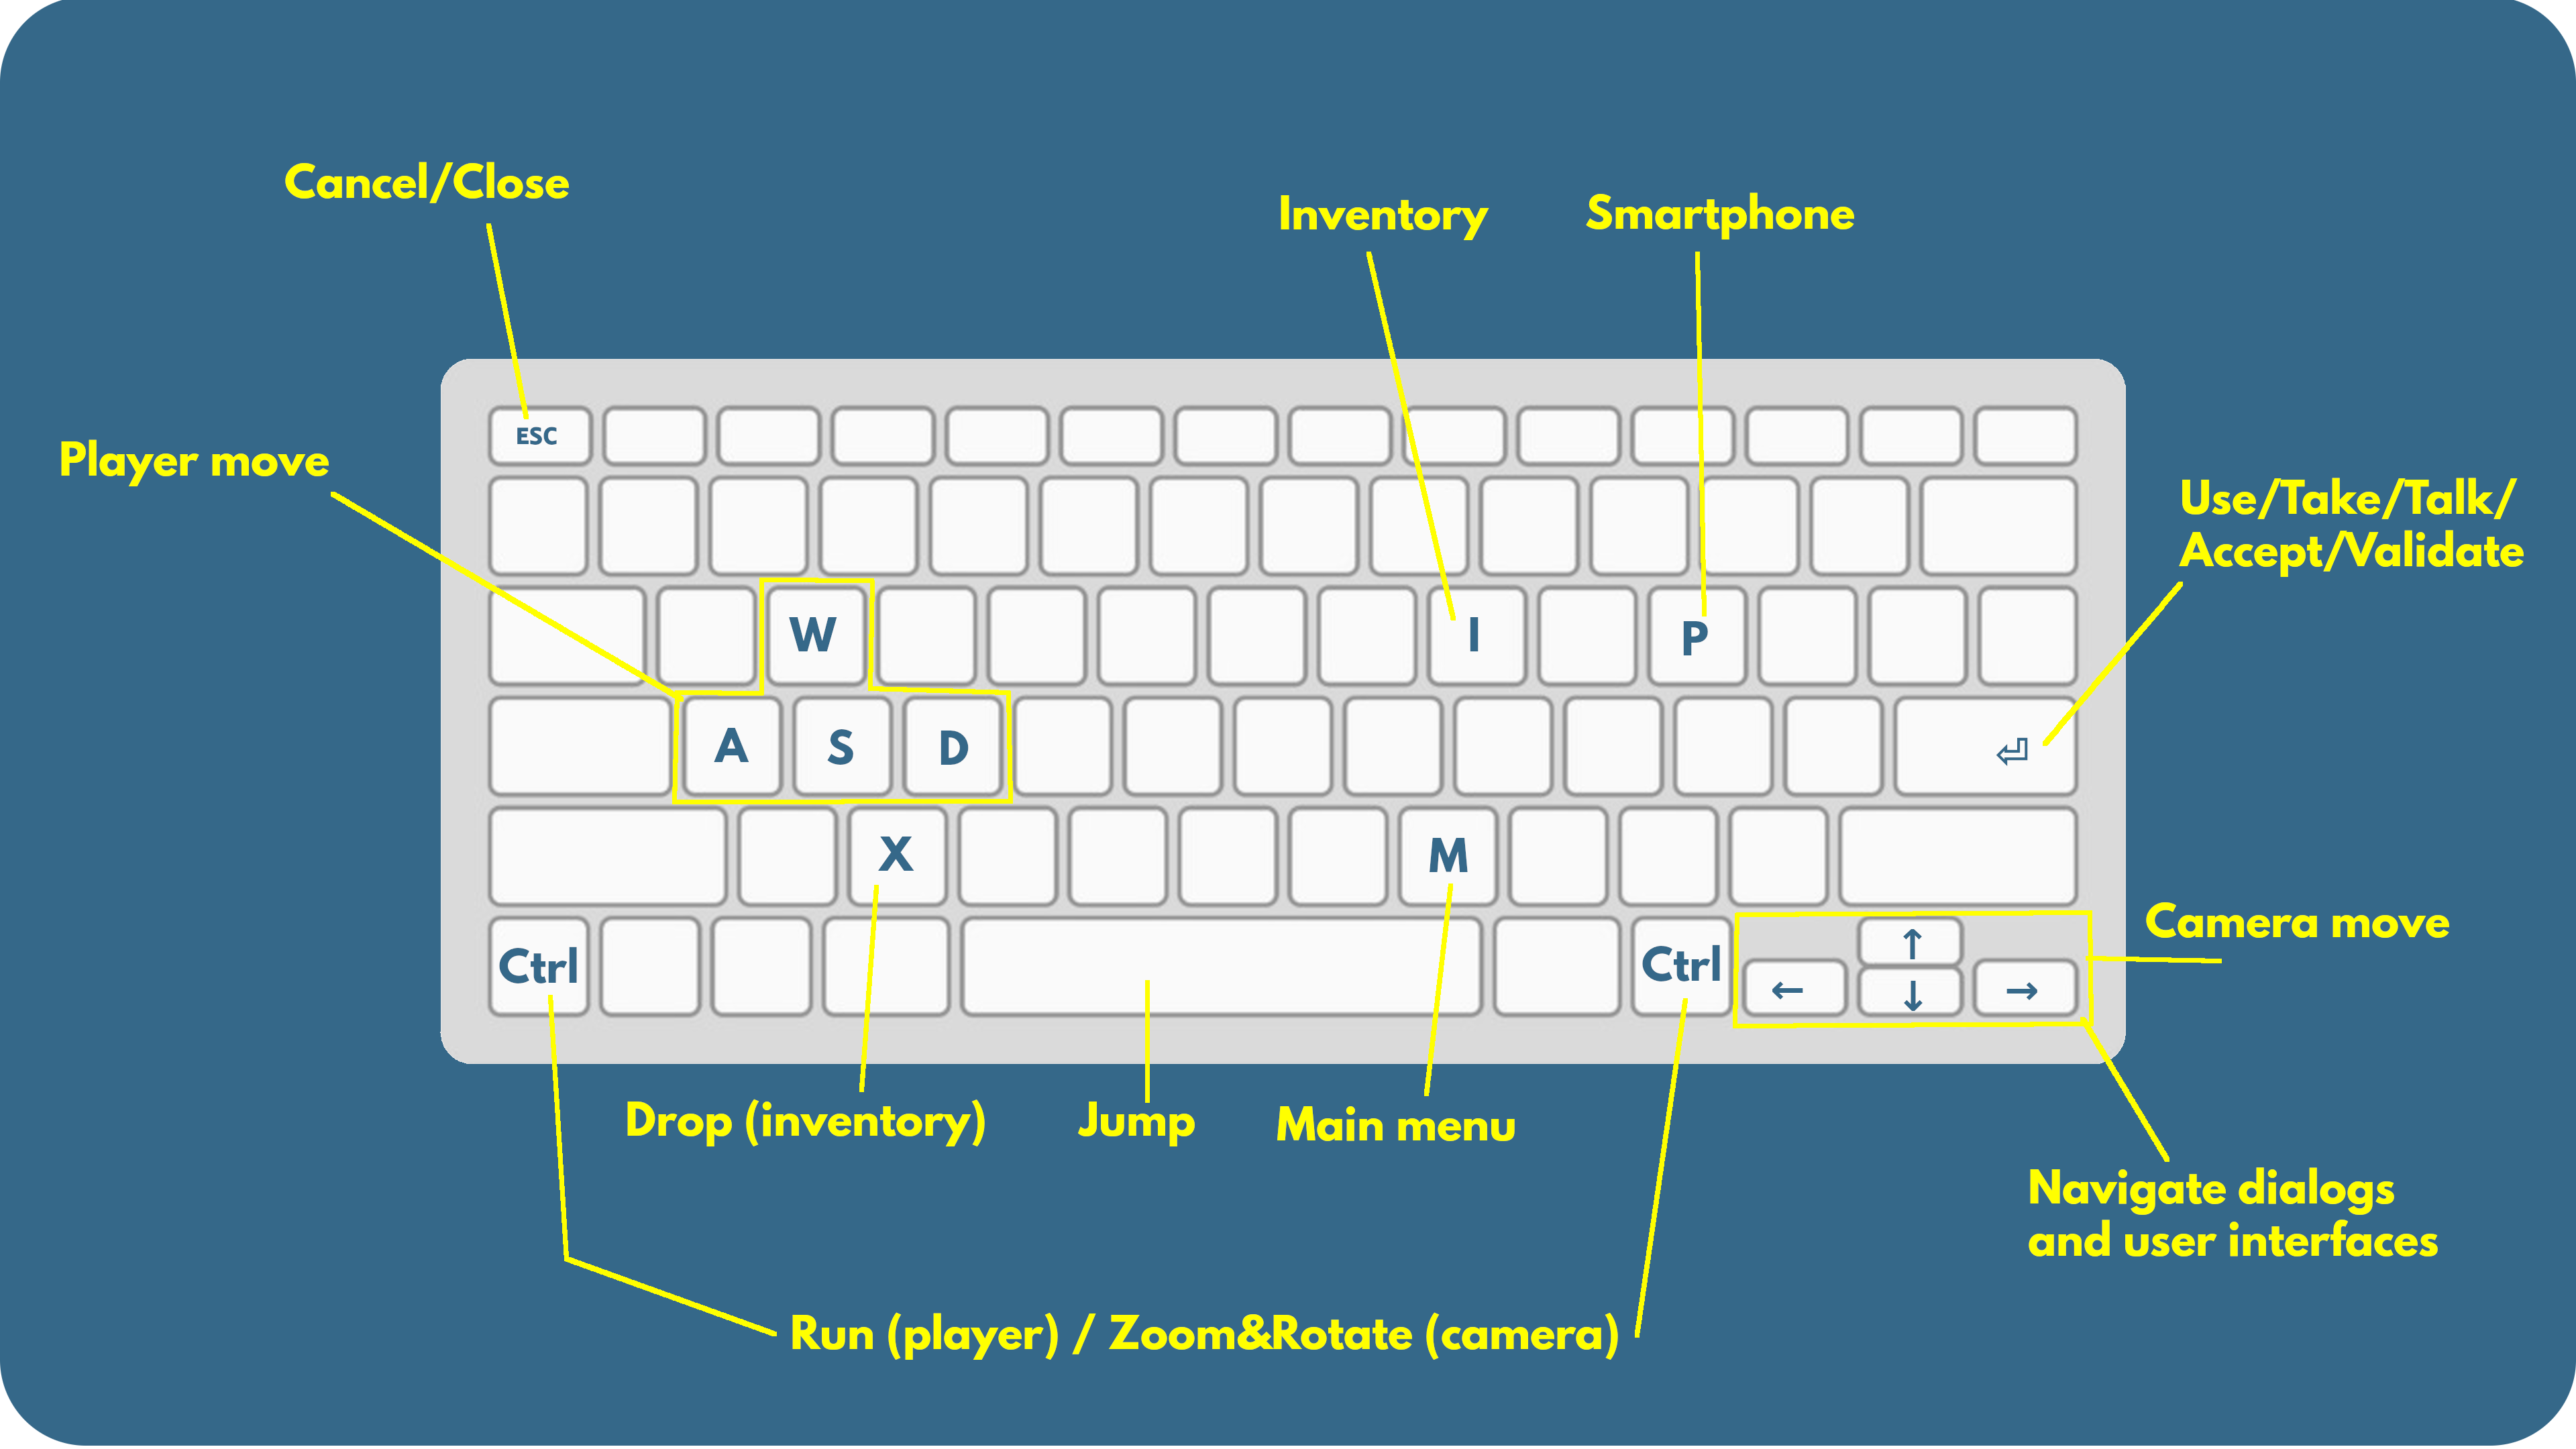 Cancel/Close
Inventory
Smartphone
ESC
Player move
Use/Take/Talk/
Accept/Validate
W
I
P
A
S
D
⏎
X
M
Camera move
Ctrl
Ctrl
↑
←
↓
→
Drop (inventory)
Jump
Main menu
Navigate dialogs
and user interfaces
Run (player) / Zoom&Rotate (camera)